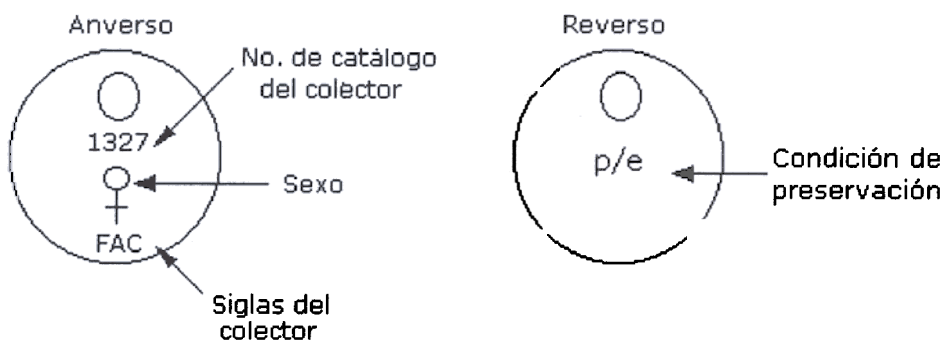 Anverso
No. de catálogo
del colector
1327
Sexo
♀
FAC
Siglas del
colector
Reverso
p/e
Condición de
preservación